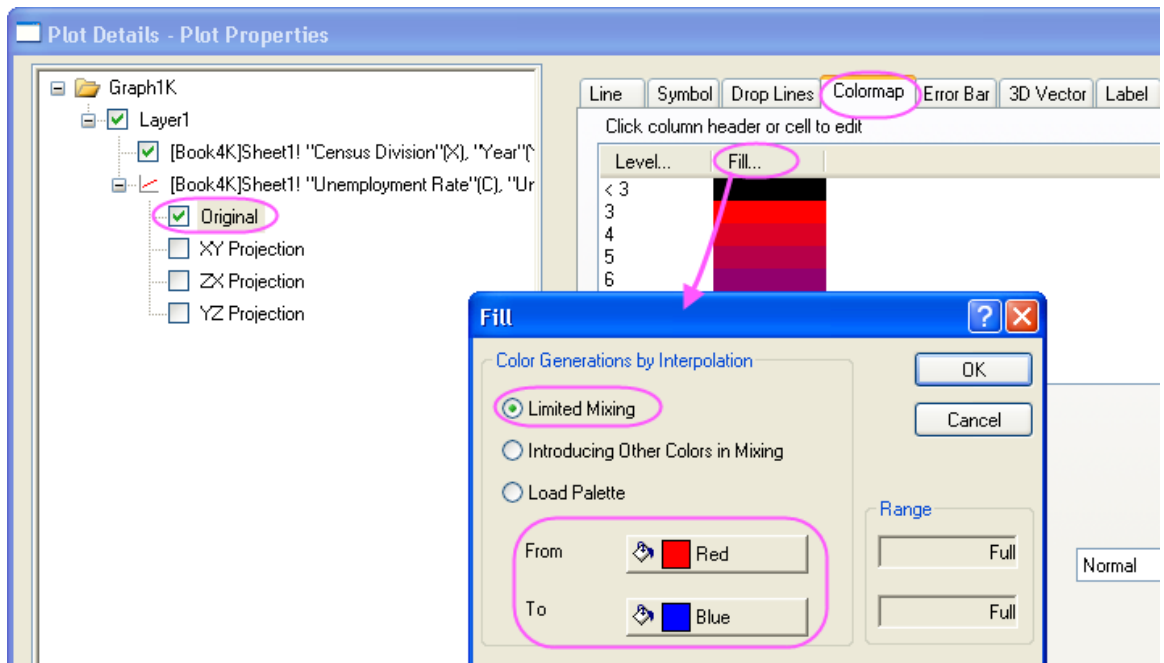 Plot Details - Plot Properties
Graph1K
Layer1
[Book4K]Sheet1! "Census Division"(X), "Year"(
[Book4K]Sheet1! "Unemployment Rate"(C), "Ur
Original
XY Projection
ZX Projection
YZ Projection
Line Symbol Drop Lines Colormap Error Bar 3D Vector Label
Click column header or cell to edit
Level... Fill...
< 3
3
4
5
6
Fill
Color Generations by Interpolation
Limited Mixing
Introducing Other Colors in Mixing
Load Palette
From Red
To Blue
OK
Cancel
Range
Full
Full
Normal